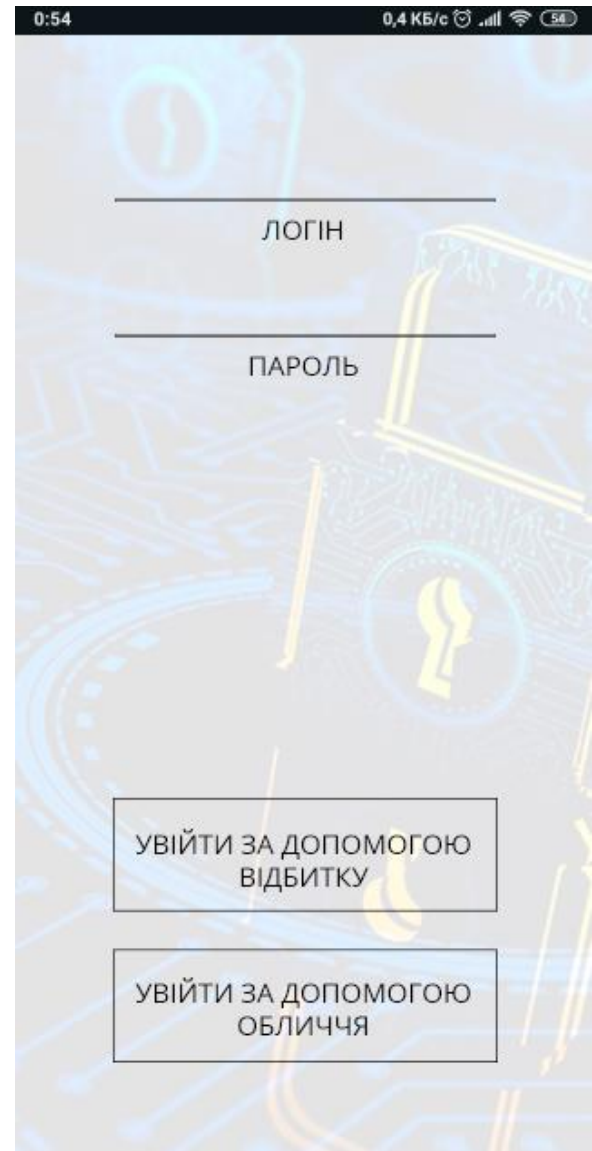 0:54 0,4 КБ/с 54
ЛОГІН
ПАРОЛЬ
УВІЙТИ ЗА ДОПОМОГОЮ
ВІДБИТКУ
УВІЙТИ ЗА ДОПОМОГОЮ
ОБЛИЧЧЯ